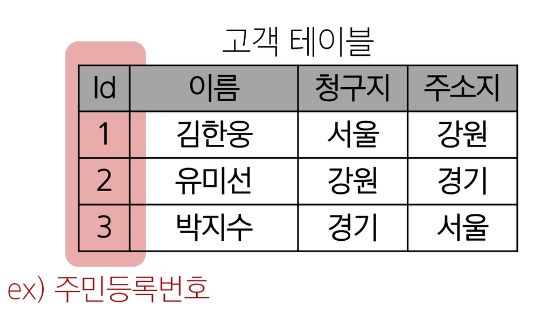 고객 테이블
Id 이름 청구지 주소지
1 김한웅 서울 강원
2 유미선 강원 경기
3 박지수 경기 서울
ex) 주민등록번호